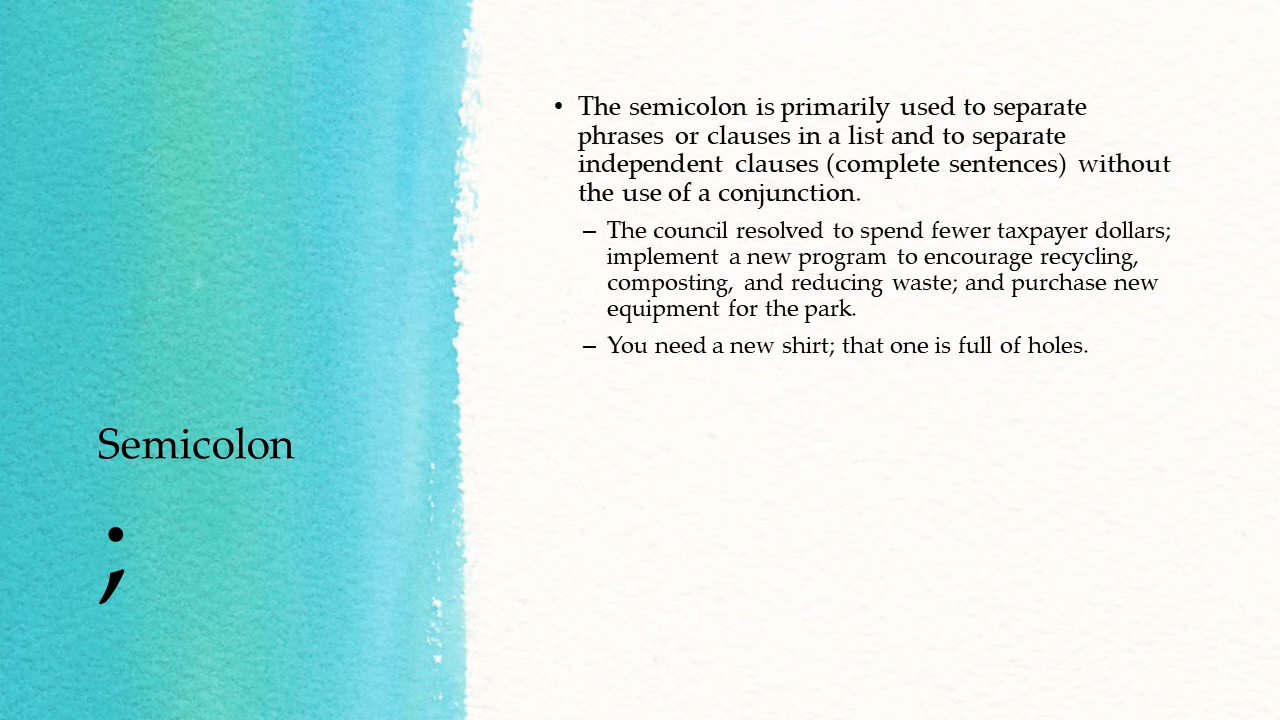 Semicolon
;
• The semicolon is primarily used to separate
phrases or clauses in a list and to separate
independent clauses (complete sentences) without
the use of a conjunction.
– The council resolved to spend fewer taxpayer dollars;
implement a new program to encourage recycling,
composting, and reducing waste; and purchase new
equipment for the park.
– You need a new shirt; that one is full of holes.